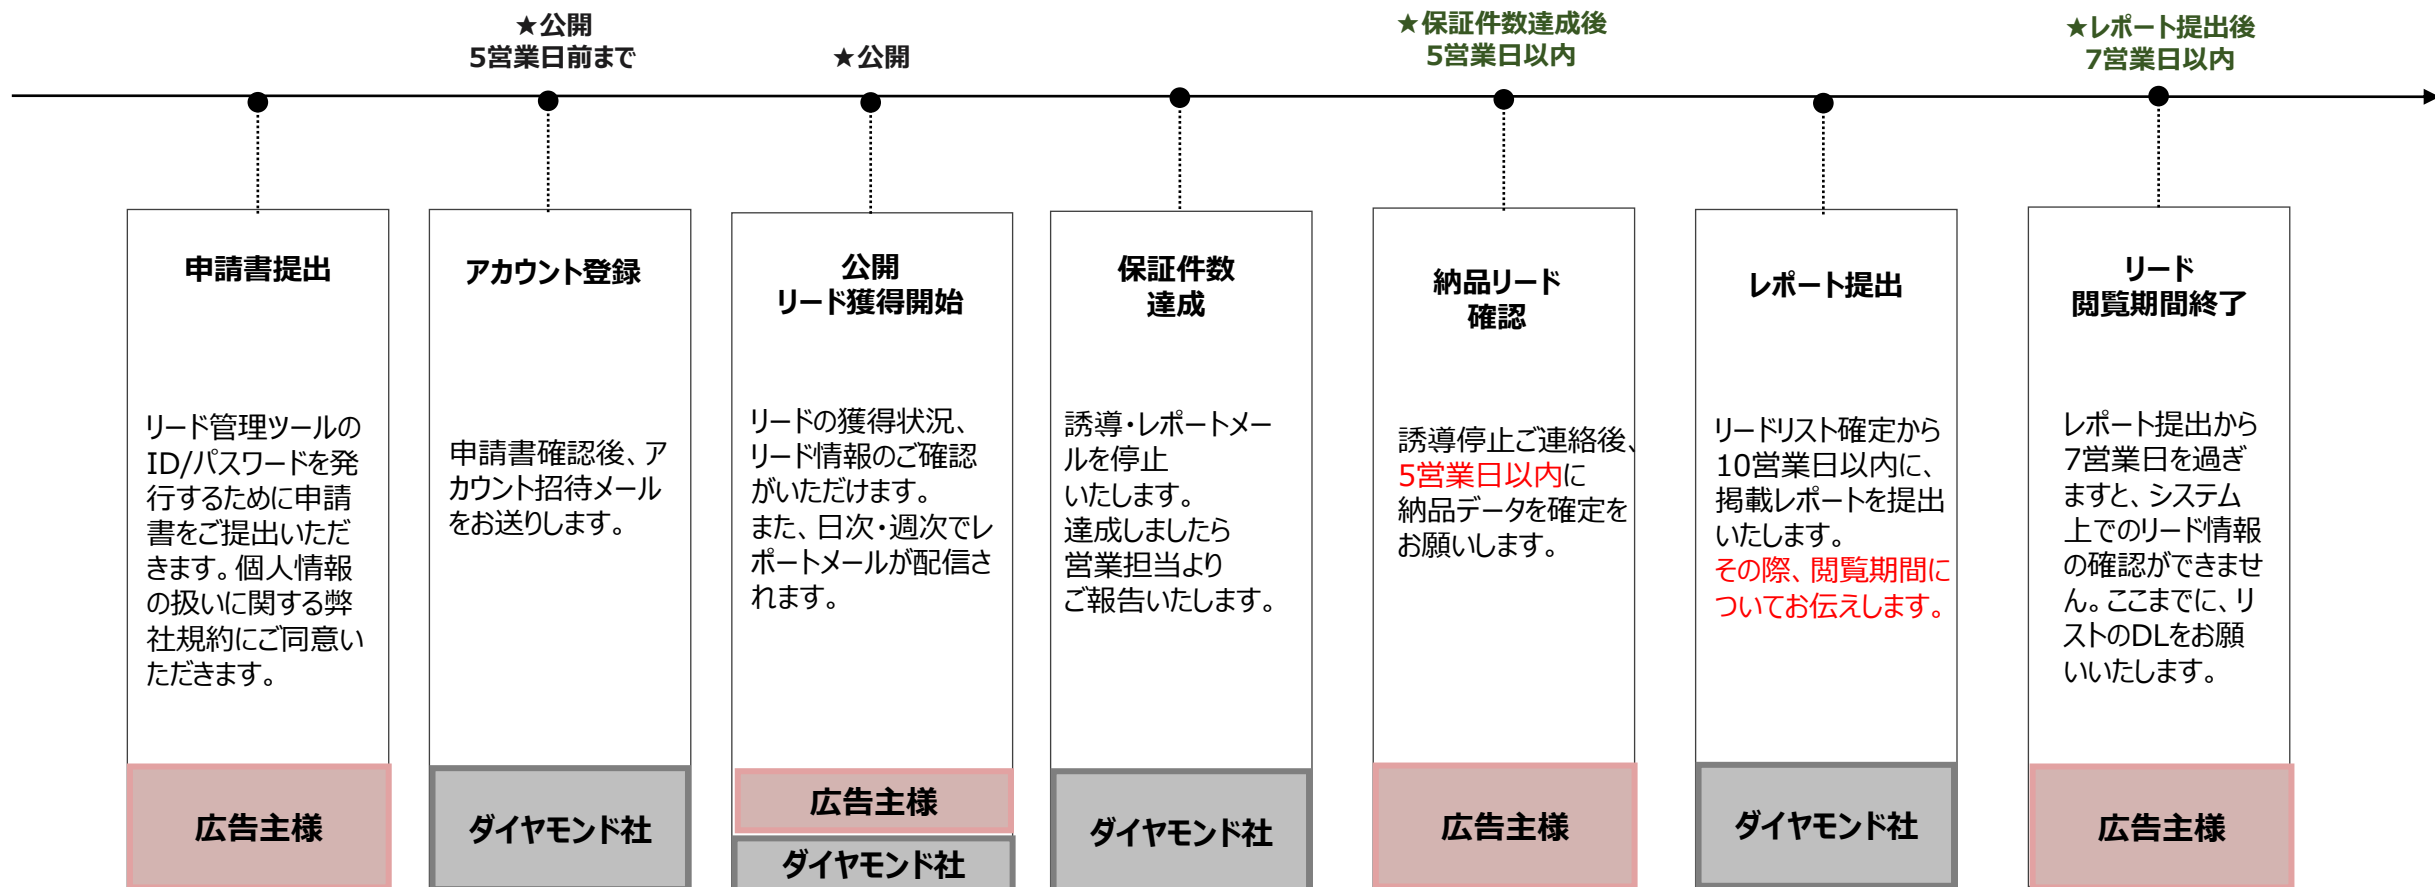 ★公開
5営業日前まで
★公開
★保証件数達成後
5営業日以内
★レポート提出後
7営業日以内
申請書提出
リード管理ツールの
ID/パスワードを発
行するために申請
書をご提出いただ
きます。個人情報
の扱いに関する弊
社規約にご同意い
ただきます。
広告主様
アカウント登録
申請書確認後、ア
カウント招待メール
をお送りします。
ダイヤモンド社
公開
リード獲得開始
リードの獲得状況、
リード情報のご確認
がいただけます。
また、日次・週次でレ
ポートメールが配信さ
れます。
広告主様
ダイヤモンド社
保証件数
達成
誘導・レポートメー
ルを停止
いたします。
達成しましたら
営業担当より
ご報告いたします。
ダイヤモンド社
納品リード
確認
誘導停止ご連絡後、
5営業日以内に
納品データを確定を
お願いします。
広告主様
レポート提出
リードリスト確定から
10営業日以内に、
掲載レポートを提出
いたします。
その際、閲覧期間に
ついてお伝えします。
ダイヤモンド社
リード
閲覧期間終了
レポート提出から
7営業日を過ぎ
ますと、システム
上でのリード情報
の確認ができませ
ん。ここまでに、リ
ストのDLをお願
いいたします。
広告主様